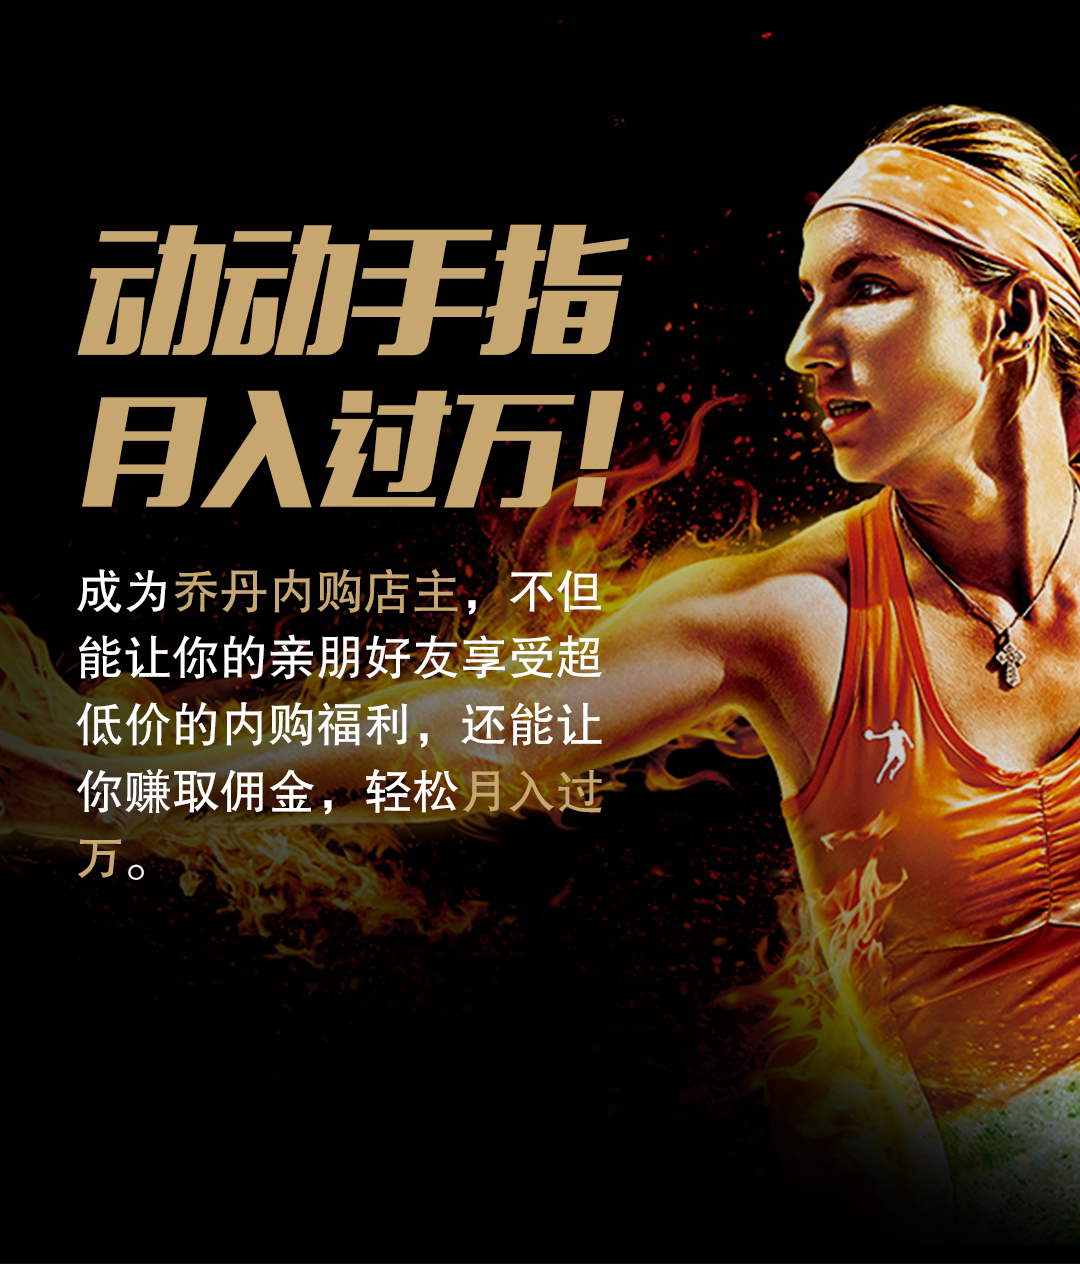 动动手指
月入过万!
成为乔丹内购店主，不但
能让你的亲朋好友享受超
低价的内购福利，还能让
你赚取佣金，轻松月入过
万。